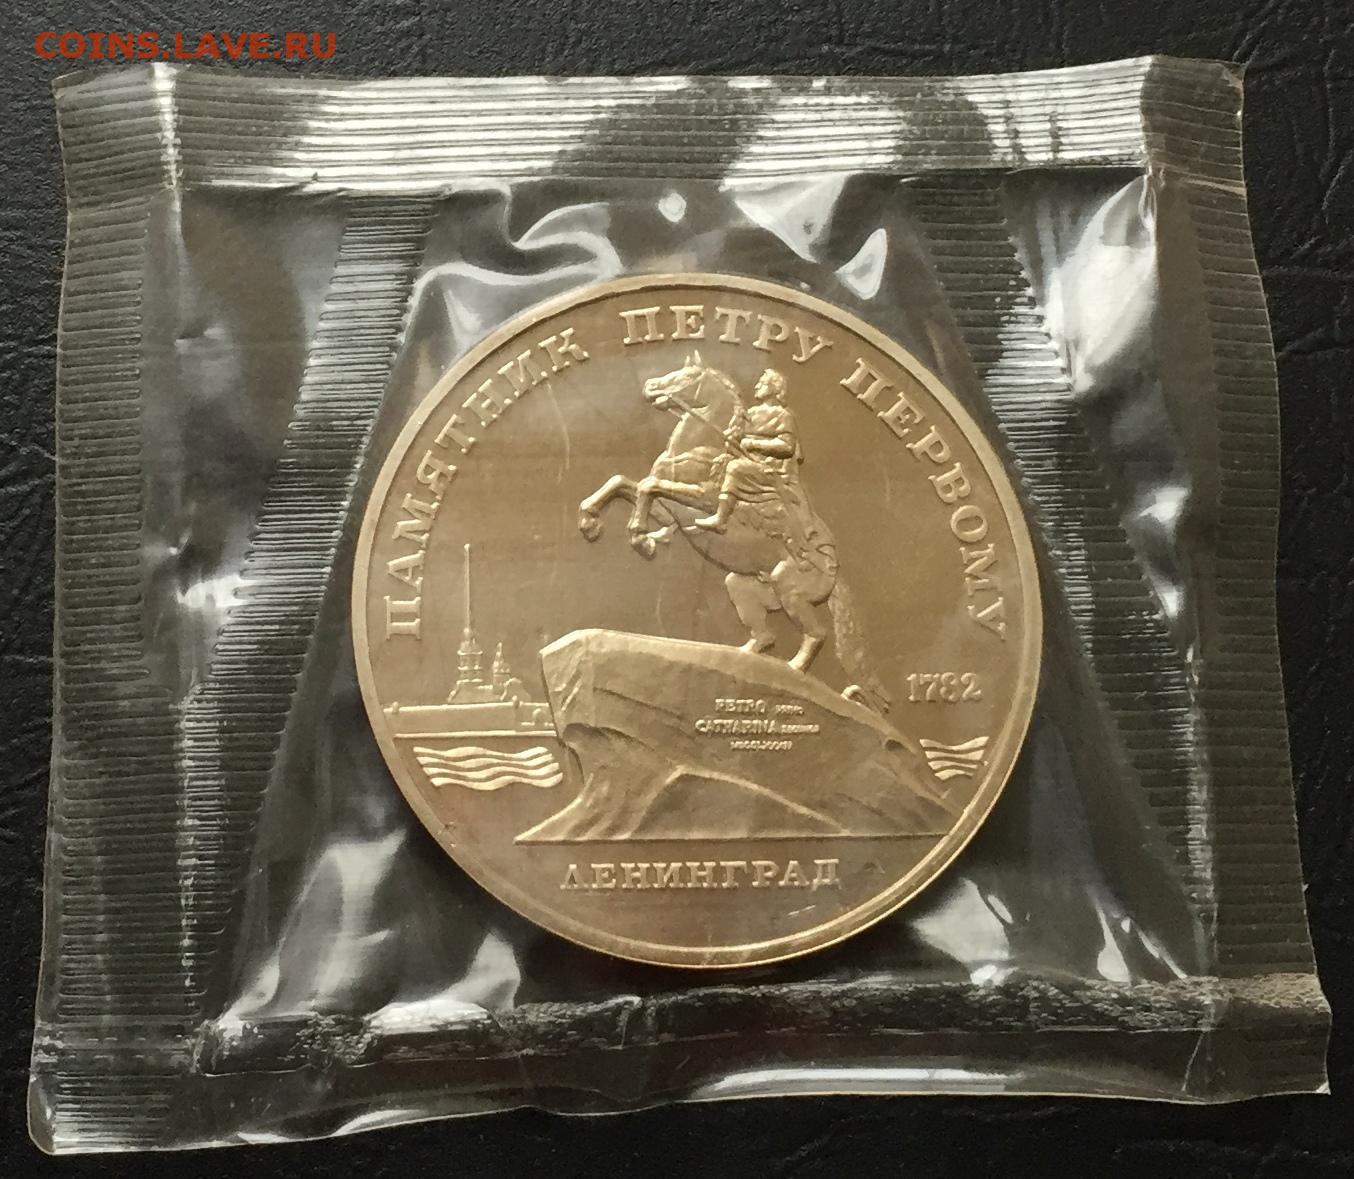 COINS.LAVE.RU
ПАМЯТНИК ПЕТРУ ПЕРВОМУ
1782
PETRO
CATHARINA
ЛЕНИНГРАД